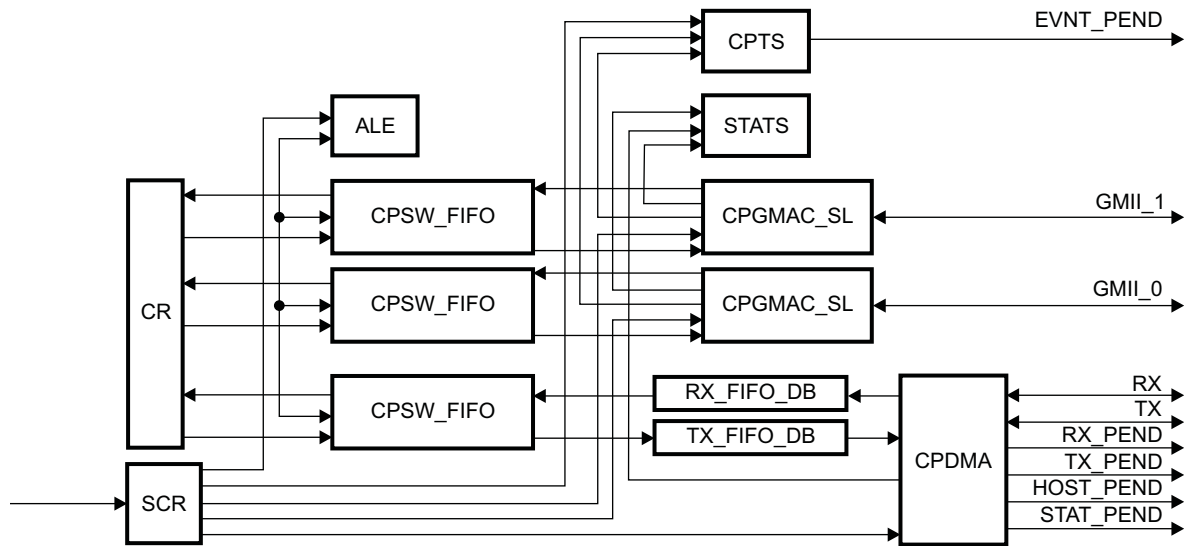 EVNT_PEND
CPTS
ALE
STATS
CPSW_FIFO
CPGMAC_SL
GMII_1
CR
CPSW_FIFO
CPGMAC_SL
GMII_0
CPSW_FIFO
RX_FIFO_DB
TX_FIFO_DB
CPDMA
RX
TX
RX_PEND
TX_PEND
HOST_PEND
STAT_PEND
SCR